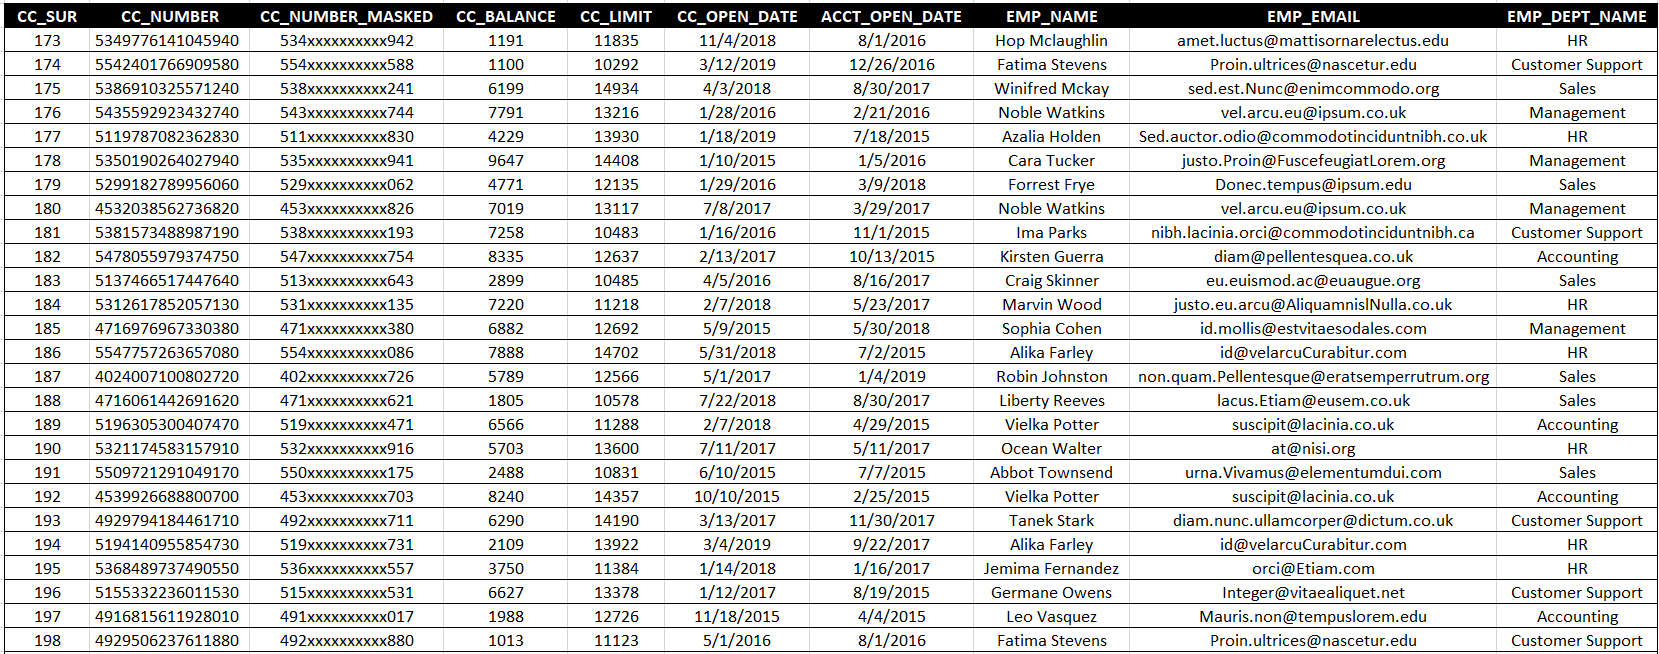 CC_SUR CC_NUMBER CC_NUMBER_MASKED CC_BALANCE CC_LIMIT CC_OPEN_DATE ACCT_OPEN_DATE EMP_NAME EMP_EMAIL EMP_DEPT_NAME
173 5349776141045940 534xxxxxxxxxx942 1191 11835 11/4/2018 8/1/2016 Hop Mclaughlin amet.luctus@mattisornarelectus.edu HR
174 5542401766909580 554xxxxxxxxxx588 1100 10292 3/12/2019 12/26/2016 Fatima Stevens Proin.ultrices@nascetur.edu Customer Support
175 5386910325571240 538xxxxxxxxxx241 6199 14934 4/3/2018 8/30/2017 Winifred Mckay sed.est.Nunc@enimcommodo.org Sales
176 5435592923432740 543xxxxxxxxxx744 7791 13216 1/28/2016 2/21/2016 Noble Watkins vel.arcu.eu@ipsum.co.uk Management
177 5119787082362830 511xxxxxxxxxx830 4229 13930 1/18/2019 7/18/2015 Azalia Holden Sed.auctor.odio@commodotinciduntnibh.co.uk HR
178 5350190264027940 535xxxxxxxxxx941 9647 14408 1/10/2015 1/5/2016 Cara Tucker justo.Proin@FuscefeugiatLorem.org Management
179 5299182789956060 529xxxxxxxxxx062 4771 12135 1/29/2016 3/9/2018 Forrest Frye Donec.tempus@ipsum.edu Sales
180 4532038562736820 453xxxxxxxxxx826 7019 13117 7/8/2017 3/29/2017 Noble Watkins vel.arcu.eu@ipsum.co.uk Management
181 5381573488987190 538xxxxxxxxxx193 7258 10483 1/16/2016 11/1/2015 Ima Parks nibh.lacinia.orci@commodotinciduntnibh.ca Customer Support
182 5478055979374750 547xxxxxxxxxx754 8335 12637 2/13/2017 10/13/2015 Kirsten Guerra diam@pellentesquea.co.uk Accounting
183 5137466517447640 513xxxxxxxxxx643 2899 10485 4/5/2016 8/16/2017 Craig Skinner eu.euismod.ac@euaugue.org Sales
184 5312617852057130 531xxxxxxxxxx135 7220 11218 2/7/2018 5/23/2017 Marvin Wood justo.eu.arcu@AliquamnislNulla.co.uk HR
185 4716976967330380 471xxxxxxxxxx380 6882 12692 5/9/2015 5/30/2018 Sophia Cohen id.mollis@estvitaesodales.com Management
186 5547757263657080 554xxxxxxxxxx086 7888 14702 5/31/2018 7/2/2015 Alika Farley id@velarcuCurabitur.com HR
187 4024007100802720 402xxxxxxxxxx726 5789 12566 5/1/2017 1/4/2019 Robin Johnston non.quam.Pellentesque@eratsemperrutrum.org Sales
188 4716061442691620 471xxxxxxxxxx621 1805 10578 7/22/2018 8/30/2017 Liberty Reeves lacus.Etiam@eusem.co.uk Sales
189 5196305300407470 519xxxxxxxxxx471 6566 11288 2/7/2018 4/29/2015 Vielka Potter suscipit@lacinia.co.uk Accounting
190 5321174583157910 532xxxxxxxxxx916 5703 13600 7/11/2017 5/11/2017 Ocean Walter at@nisi.org HR
191 5509721291049170 550xxxxxxxxxx175 2488 10831 6/10/2015 7/7/2015 Abbot Townsend urna.Vivamus@elementumdui.com Sales
192 4539926688800700 453xxxxxxxxxx703 8240 14357 10/10/2015 2/25/2015 Vielka Potter suscipit@lacinia.co.uk Accounting
193 4929794184461710 492xxxxxxxxxx711 6290 14190 3/13/2017 11/30/2017 Tanek Stark diam.nunc.ullamcorper@dictum.co.uk Customer Support
194 5194140955854730 519xxxxxxxxxx731 2109 13922 3/4/2019 9/22/2017 Alika Farley id@velarcuCurabitur.com HR
195 5368489737490550 536xxxxxxxxxx557 3750 11384 1/14/2018 1/16/2017 Jemima Fernandez orci@Etiam.com HR
196 5155332236011530 515xxxxxxxxxx531 6627 13378 1/12/2017 8/19/2015 Germane Owens Integer@vitaealiquet.net Customer Support
197 4916815611928010 491xxxxxxxxxx017 1988 12726 11/18/2015 4/4/2015 Leo Vasquez Mauris.non@tempuslorem.edu Accounting
198 4929506237611880 492xxxxxxxxxx880 1013 11123 5/1/2016 8/1/2016 Fatima Stevens Proin.ultrices@nascetur.edu Customer Support